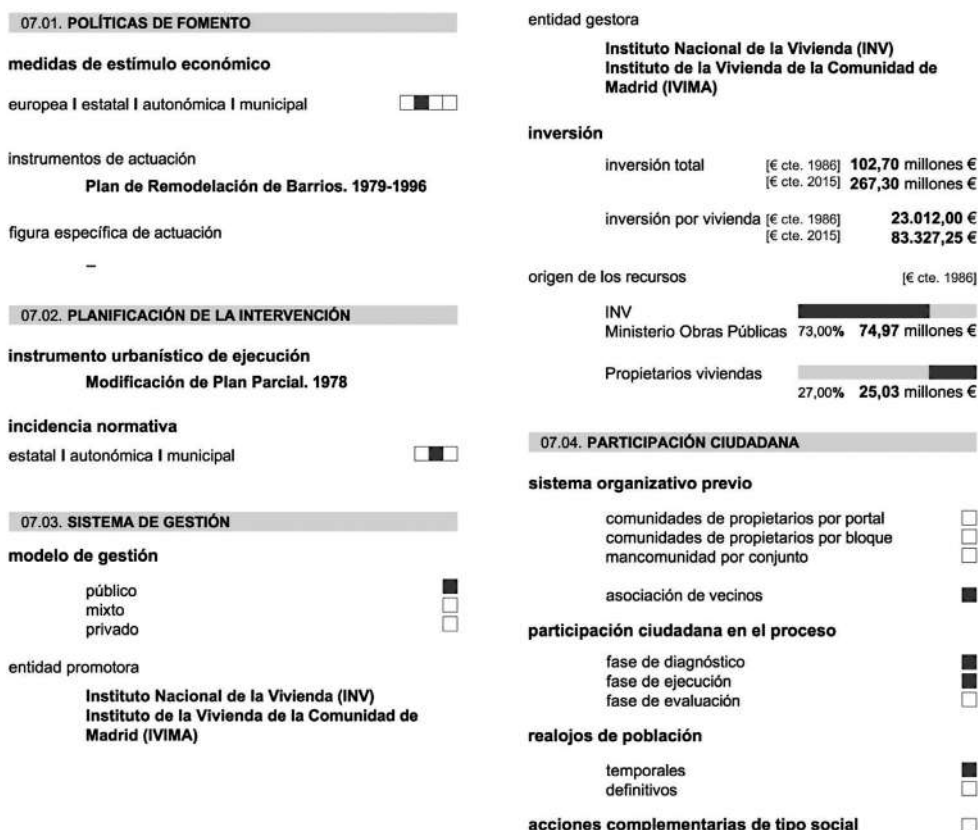 07.01. POLÍTICAS DE FOMENTO
medidas de estímulo económico
europea I estatal I autonómica I municipal
instrumentos de actuación
Plan de Remodelación de Barrios. 1979-1996
figura específica de actuación
–
07.02. PLANIFICACIÓN DE LA INTERVENCIÓN
instrumento urbanístico de ejecución
Modificación de Plan Parcial. 1978
incidencia normativa
estatal I autonómica I municipal
07.03. SISTEMA DE GESTIÓN
modelo de gestión
público
mixto
privado
entidad promotora
Instituto Nacional de la Vivienda (INV)
Instituto de la Vivienda de la Comunidad de
Madrid (IVIMA)
entidad gestora
Instituto Nacional de la Vivienda (INV)
Instituto de la Vivienda de la Comunidad de
Madrid (IVIMA)
inversión
inversión total [€ cte. 1986] 102,70 millones €
[€ cte. 2015] 267,30 millones €
inversión por vivienda [€ cte. 1986] 23.012,00 €
[€ cte. 2015] 83.327,25 €
origen de los recursos [€ cte. 1986]
INV
Ministerio Obras Públicas 73,00% 74,97 millones €
Propietarios viviendas
27,00% 25,03 millones €
07.04. PARTICIPACIÓN CIUDADANA
sistema organizativo previo
comunidades de propietarios por portal
comunidades de propietarios por bloque
mancomunidad por conjunto
asociación de vecinos
participación ciudadana en el proceso
fase de diagnóstico
fase de ejecución
fase de evaluación
realojos de población
temporales
definitivos
acciones complementarias de tipo social